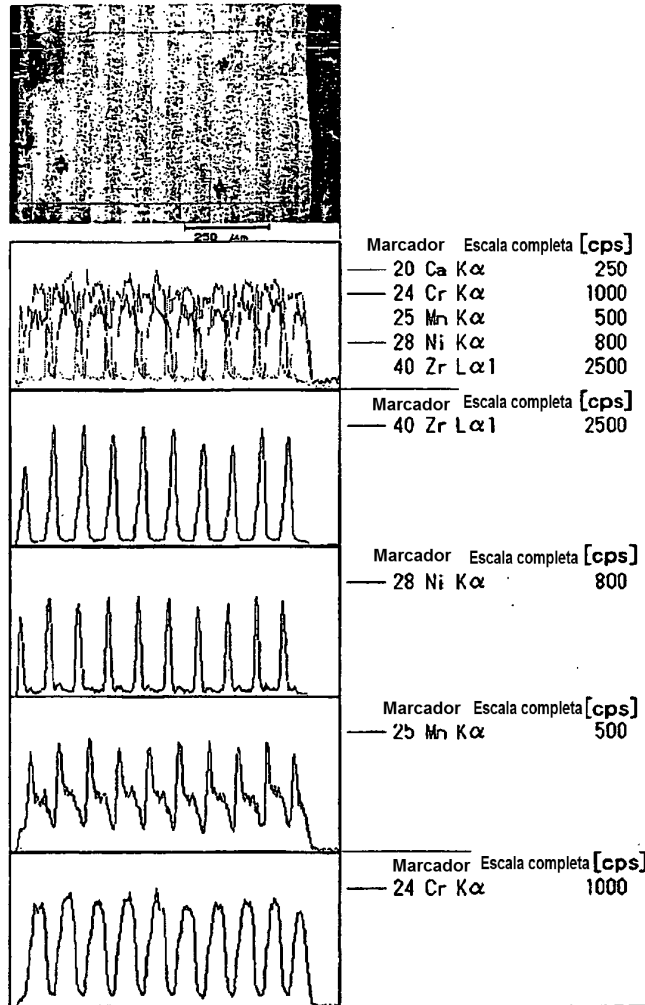 250 μm
Marcador Escala completa [cps]
20 Ca Kα 250
24 Cr Kα 1000
25 Mn Kα 500
28 Ni Kα 800
40 Zr Lα1 2500
Marcador Escala completa [cps]
40 Zr Lα1 2500
Marcador Escala completa [cps]
28 Ni Kα 800
Marcador Escala completa [cps]
25 Mn Kα 500
Marcador Escala completa [cps]
24 Cr Kα 1000